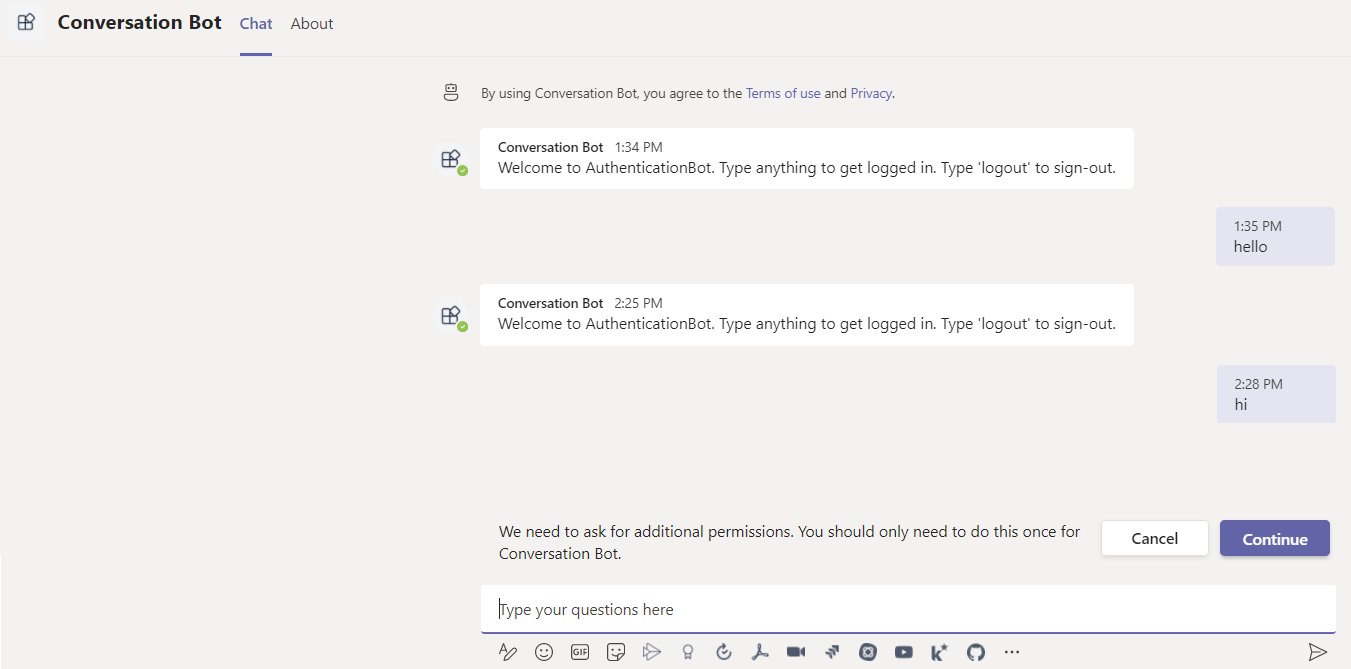 Conversation Bot Chat About
By using Conversation Bot, you agree to the Terms of use and Privacy.
Conversation Bot 1:34 PM
Welcome to AuthenticationBot. Type anything to get logged in. Type 'logout' to sign-out.
1:35 PM
hello
Conversation Bot 2:25 PM
Welcome to AuthenticationBot. Type anything to get logged in. Type 'logout' to sign-out.
2:28 PM
hi
We need to ask for additional permissions. You should only need to do this once for
Conversation Bot.
Cancel Continue
Type your questions here
GIF